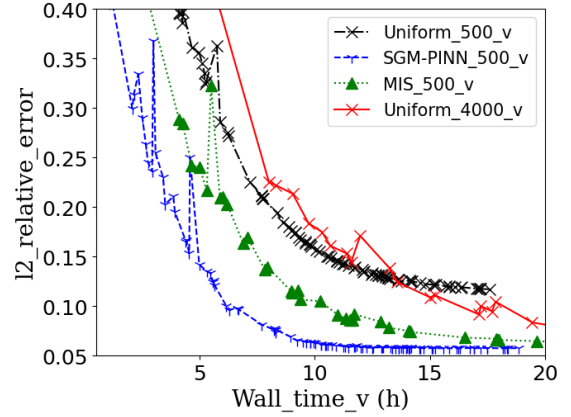 0.40
0.35
0.30
0.25
0.20
0.15
0.10
0.05
l2_relative_error
Uniform_500_v
SGM-PINN_500_v
MIS_500_v
Uniform_4000_v
5
10
15
20
Wall_time_v (h)